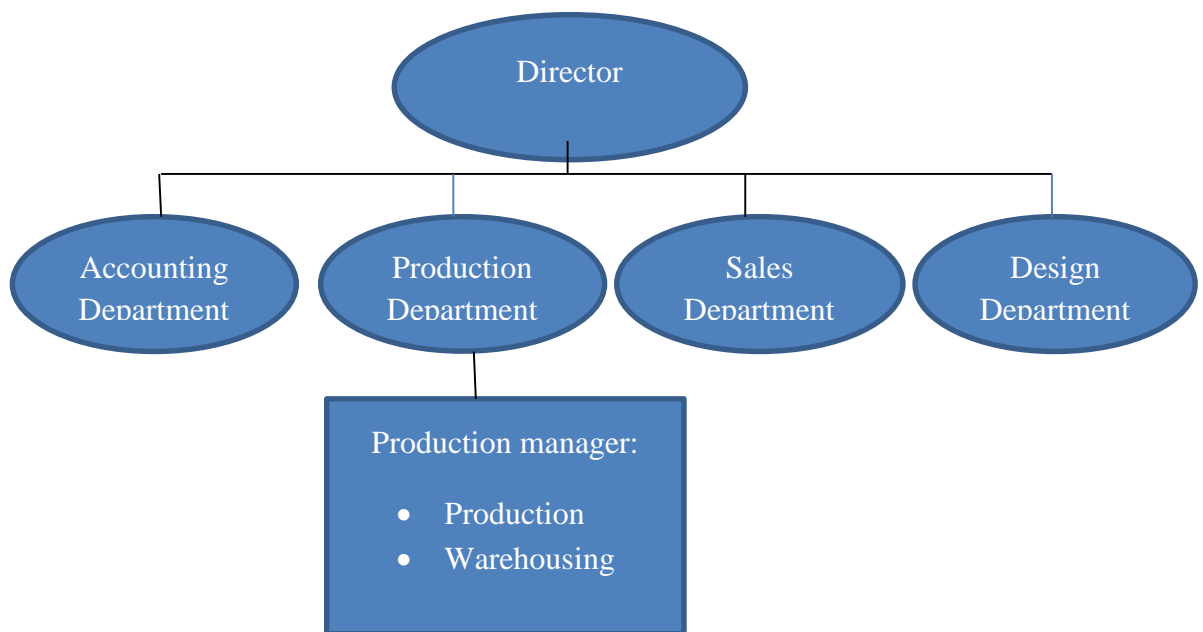 Director
Accounting
Department
Production
Department
Sales
Department
Design
Department
Production manager:
• Production
• Warehousing